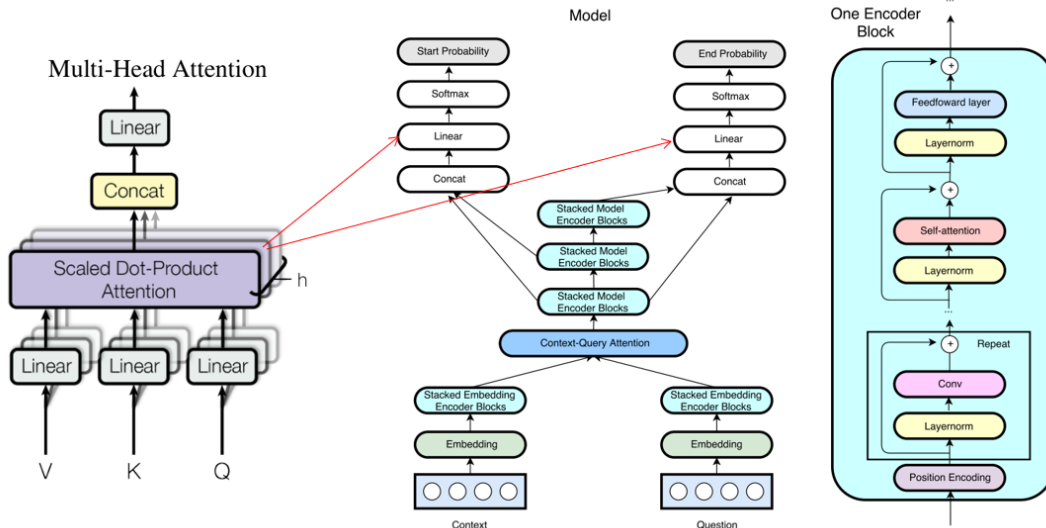 Multi-Head Attention
Linear
Concat
Scaled Dot-Product
Attention
h
Linear
Linear
Linear
V
K
Q
Model
Start Probability
Softmax
Linear
Concat
End Probability
Softmax
Linear
Concat
Stacked Model
Encoder Blocks
Stacked Model
Encoder Blocks
Stacked Model
Encoder Blocks
Context-Query Attention
Stacked Embedding
Encoder Blocks
Stacked Embedding
Encoder Blocks
Embedding
Embedding
Context
Question
One Encoder
Block
...
+
Feedfoward layer
Layernorm
+
Self-attention
Layernorm
...
+
Repeat
Conv
Layernorm
Position Encoding